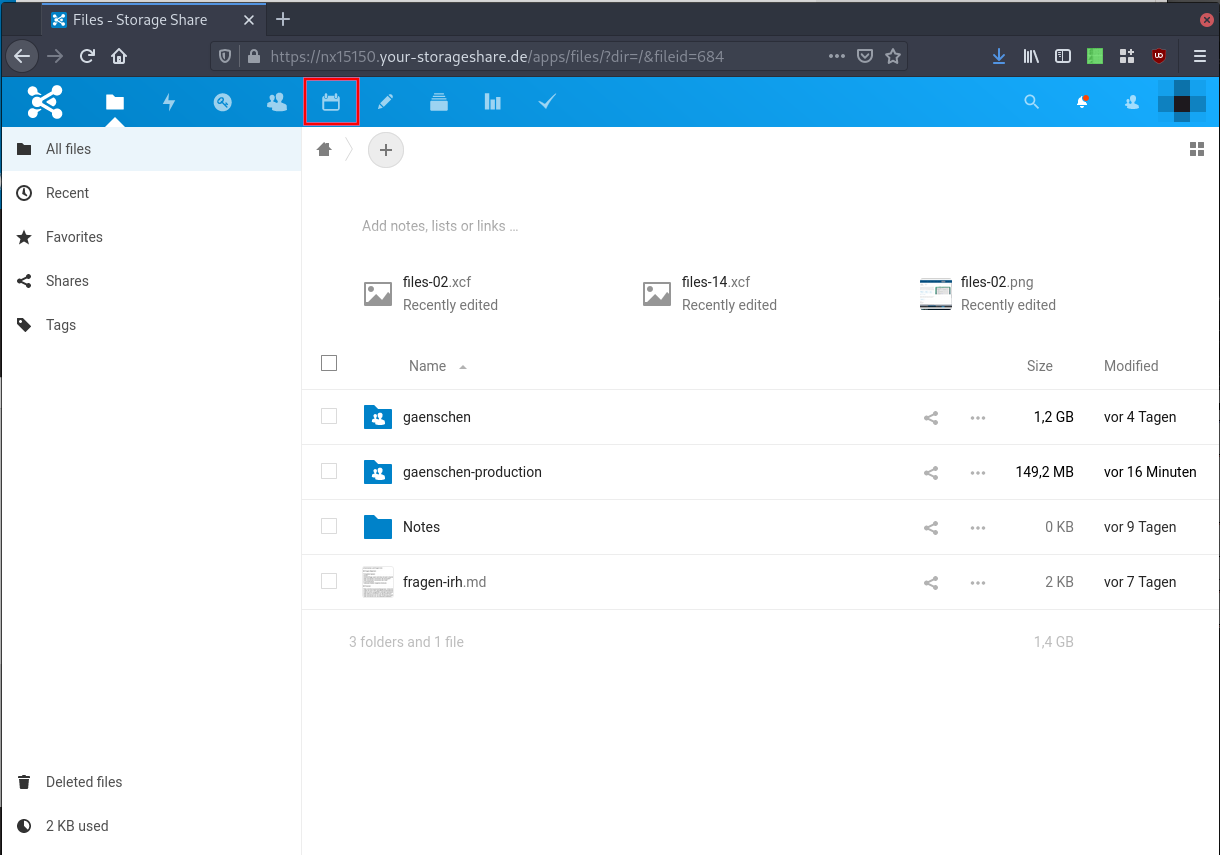 Files - Storage Share
https://nx15150.your-storageshare.de/apps/files/?dir=/&fileid=684
All files
Recent
Favorites
Shares
Tags
Deleted files
2 KB used
Add notes, lists or links ...
files-02.xcf
Recently edited
files-14.xcf
Recently edited
files-02.png
Recently edited
Name Size Modified
gaenschen 1,2 GB vor 4 Tagen
gaenschen-production 149,2 MB vor 16 Minuten
Notes 0 KB vor 9 Tagen
fragen-irh.md 2 KB vor 7 Tagen
3 folders and 1 file 1,4 GB